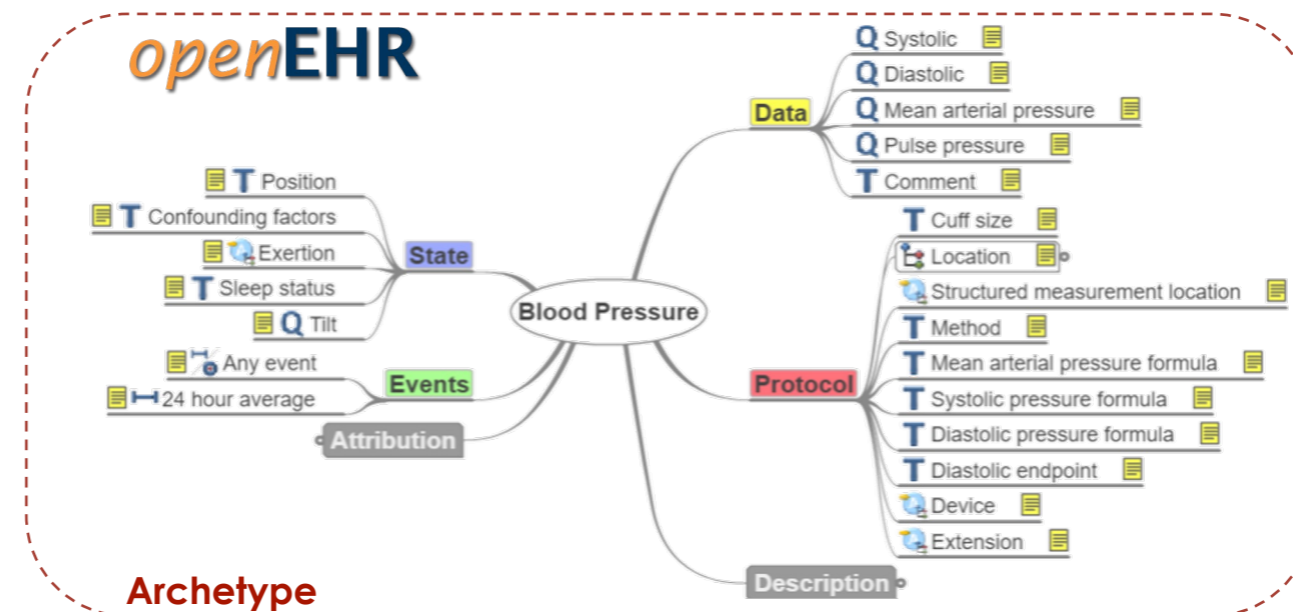 openEHR
Q Systolic
Q Diastolic
Q Mean arterial pressure
Q Pulse pressure
T Comment
Data
T Position
T Confounding factors
Exertion
T Sleep status
Q Tilt
State
Blood Pressure
Any event
24 hour average
Events
Attribution
T Cuff size
Location
Structured measurement location
T Method
T Mean arterial pressure formula
T Systolic pressure formula
T Diastolic pressure formula
T Diastolic endpoint
Device
Extension
Protocol
Description
Archetype